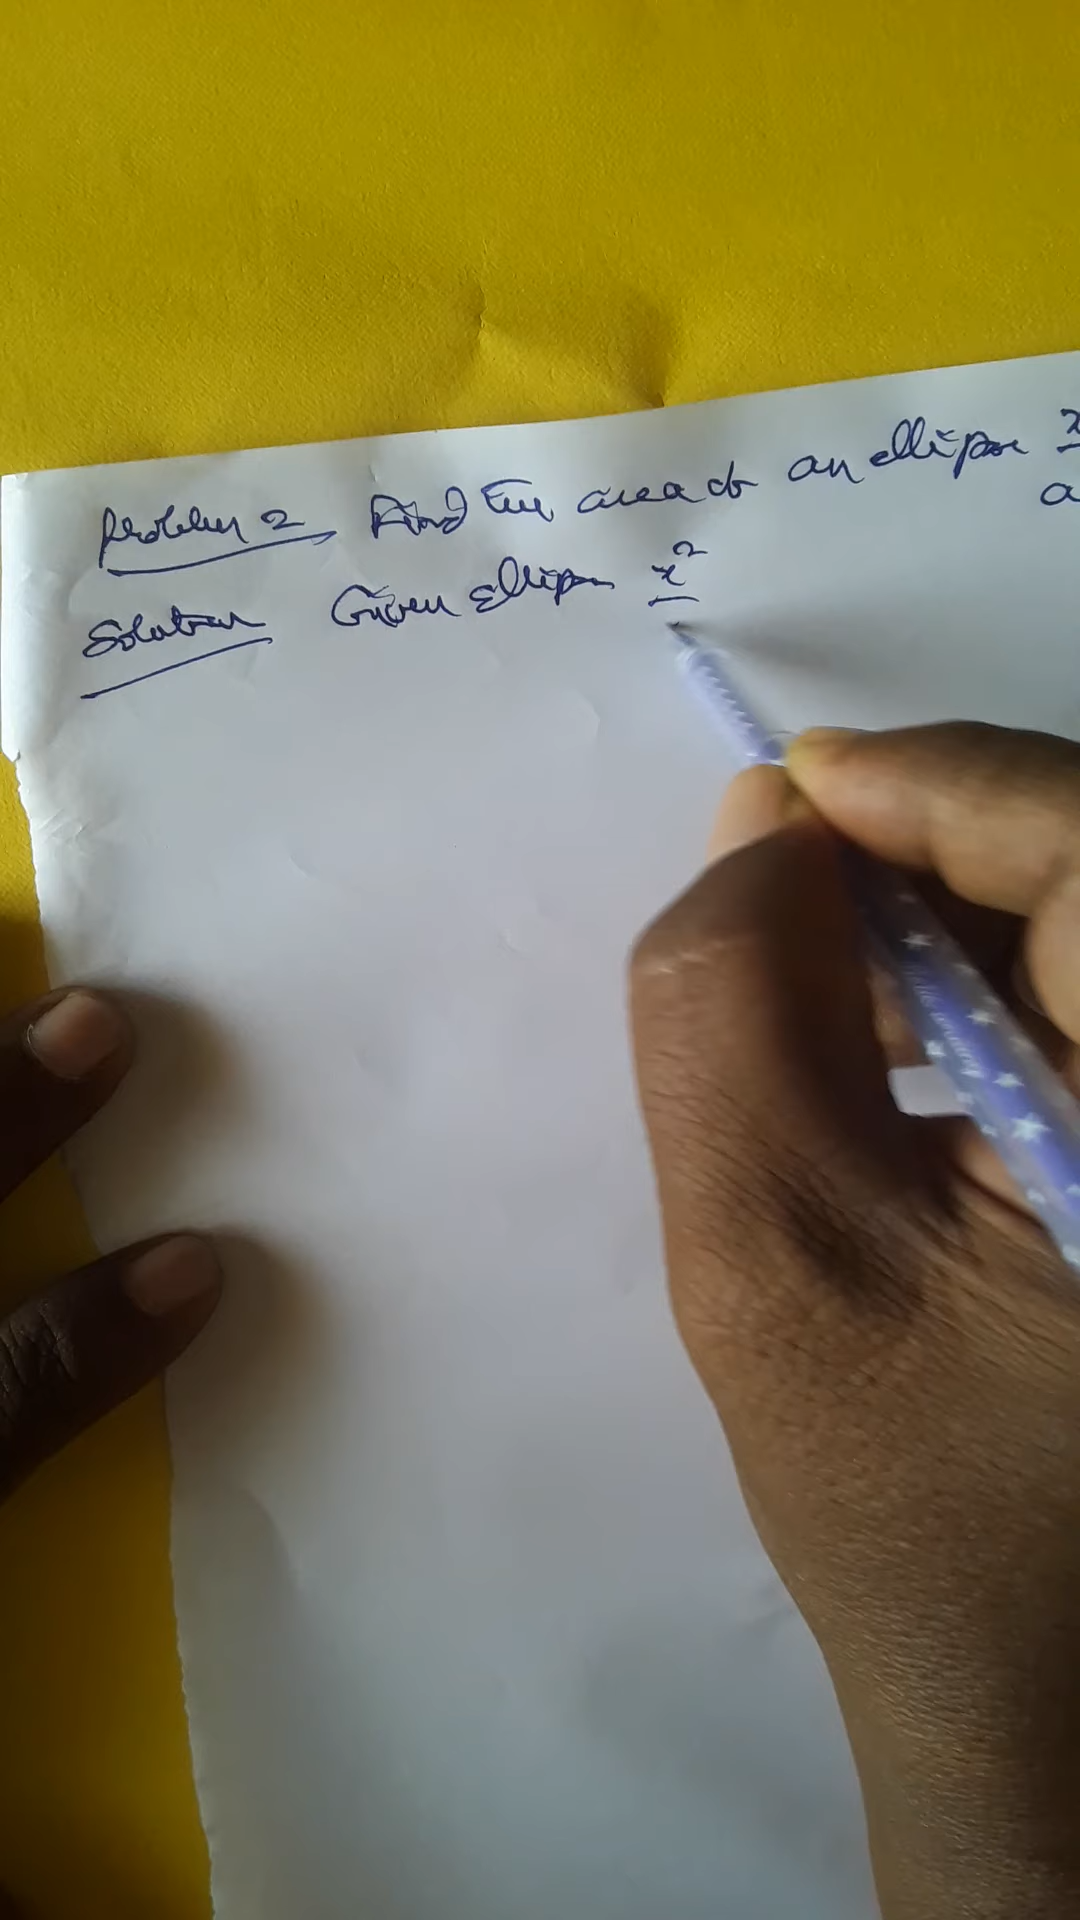 Problem 2 Find the area of an ellipse x
a
Solution Given Ellipse x²